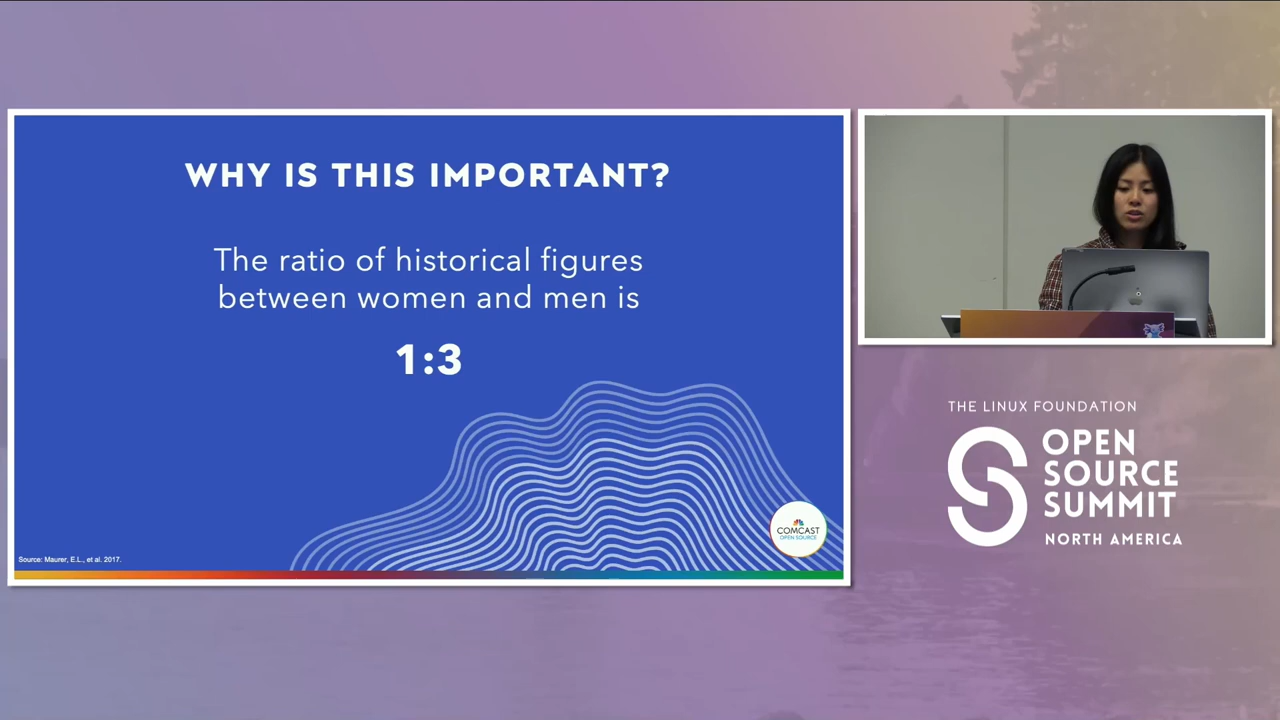 WHY IS THIS IMPORTANT?
The ratio of historical figures
between women and men is
1:3
COMCAST
OPEN SOURCE
Source: Maurer, E.L., et al. 2017.
THE LINUX FOUNDATION
OPEN
SOURCE
SUMMIT
NORTH AMERICA